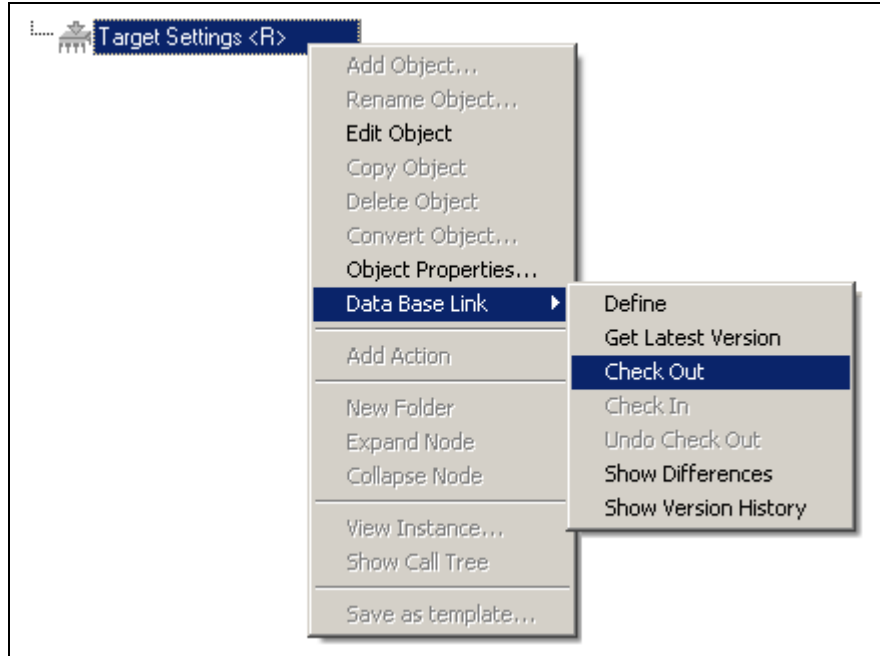 Target Settings <R>
Add Object...
Rename Object...
Edit Object
Copy Object
Delete Object
Convert Object...
Object Properties...
Data Base Link
Add Action
New Folder
Expand Node
Collapse Node
View Instance...
Show Call Tree
Save as template...
Define
Get Latest Version
Check Out
Check In
Undo Check Out
Show Differences
Show Version History